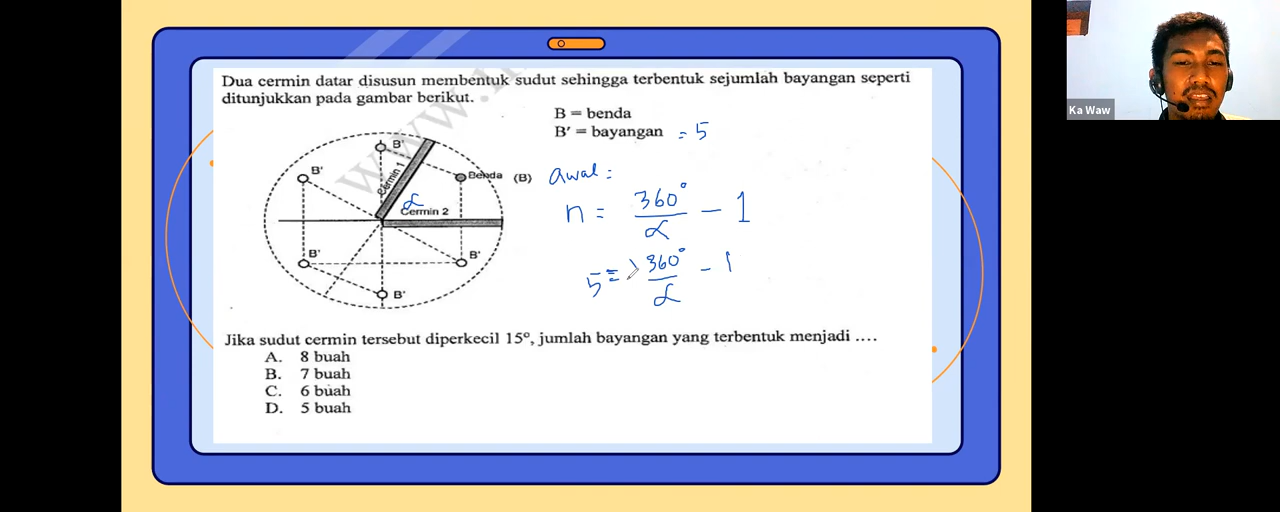 Dua cermin datar disusun membentuk sudut sehingga terbentuk sejumlah bayangan seperti
ditunjukkan pada gambar berikut.
B = benda
B' = bayangan = 5
B'
Cermin 1
B'
Benda (B)
awal :
α
Cermin 2
n = 360° / α - 1
B'
B'
5 = 360° / α - 1
B'
Jika sudut cermin tersebut diperkecil 15°, jumlah bayangan yang terbentuk menjadi ….
A. 8 buah
B. 7 buah
C. 6 buah
D. 5 buah
Ka Waw